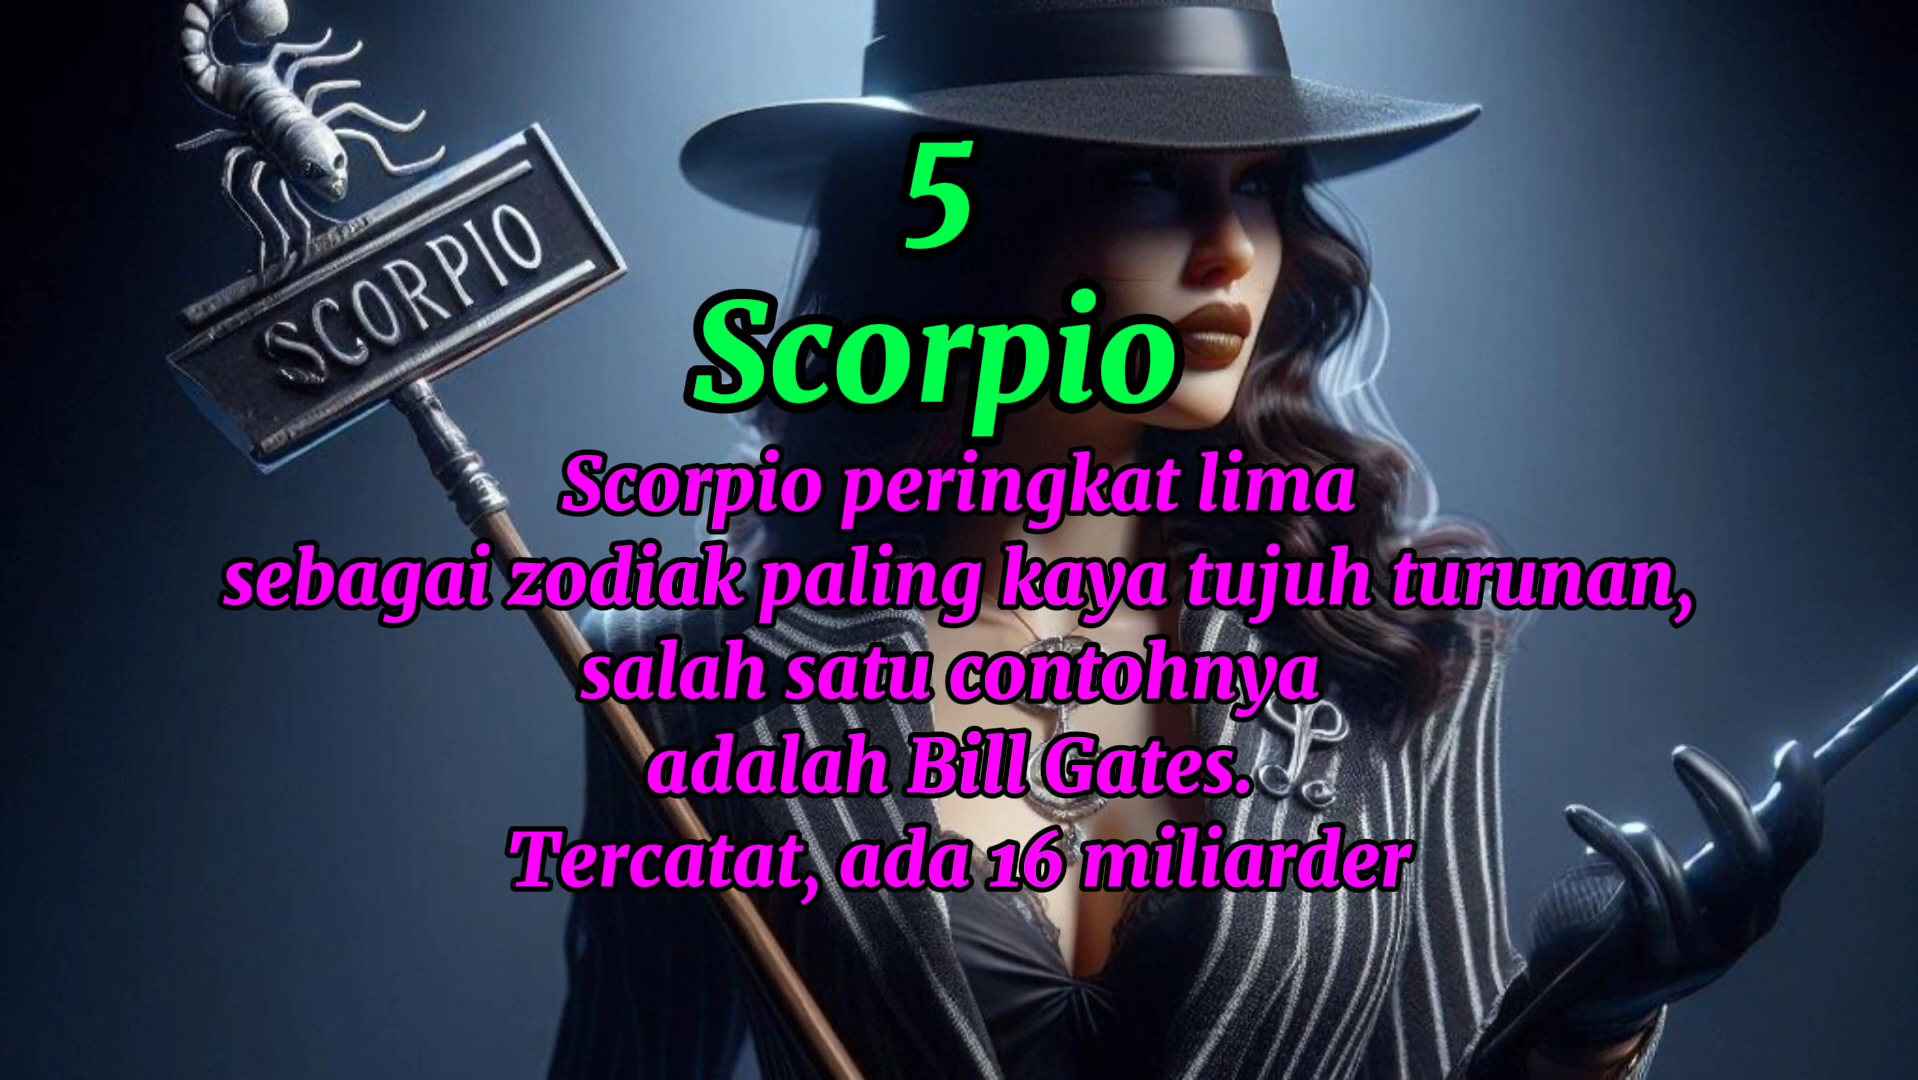 SCORPIO
5
Scorpio
Scorpio peringkat lima
sebagai zodiak paling kaya tujuh turunan,
salah satu contohnya
adalah Bill Gates.
Tercatat, ada 16 miliarder